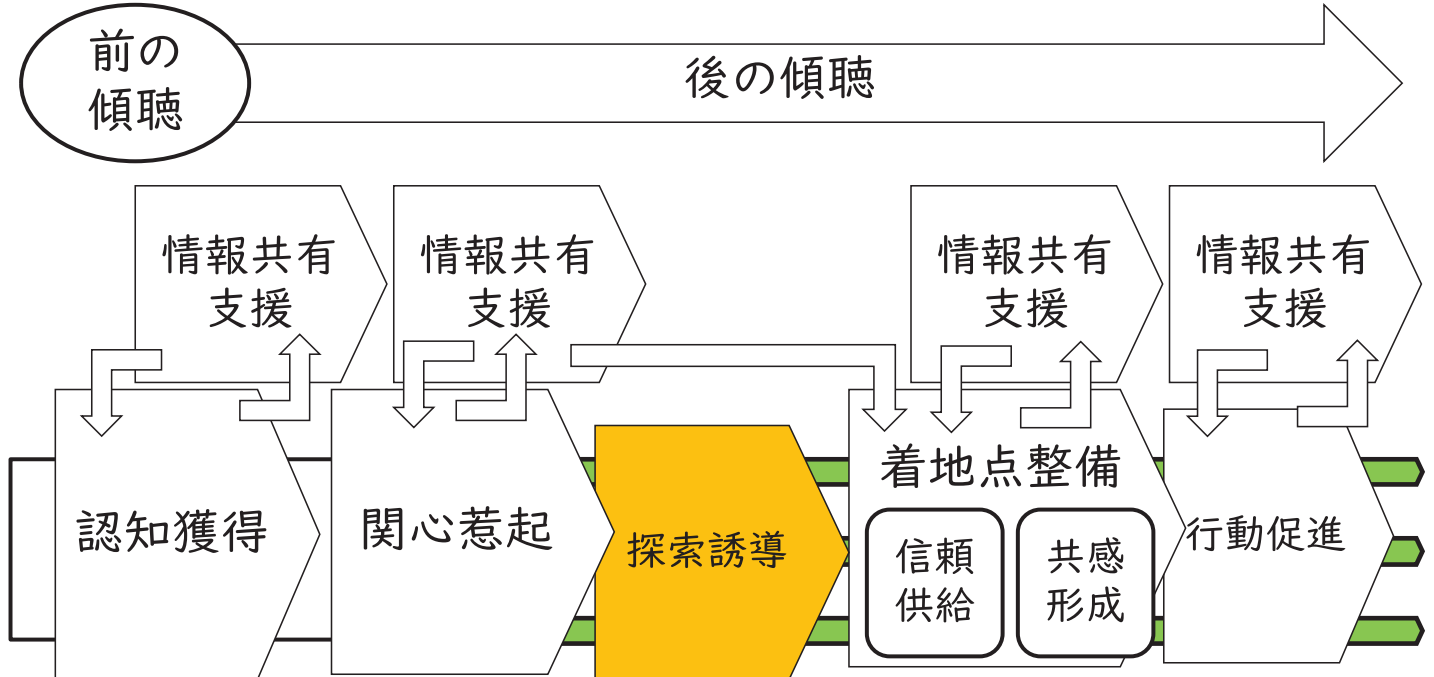 前の
傾聴
後の傾聴
情報共有
支援
情報共有
支援
情報共有
支援
情報共有
支援
認知獲得
関心惹起
探索誘導
着地点整備
信頼
供給
共感
形成
行動促進